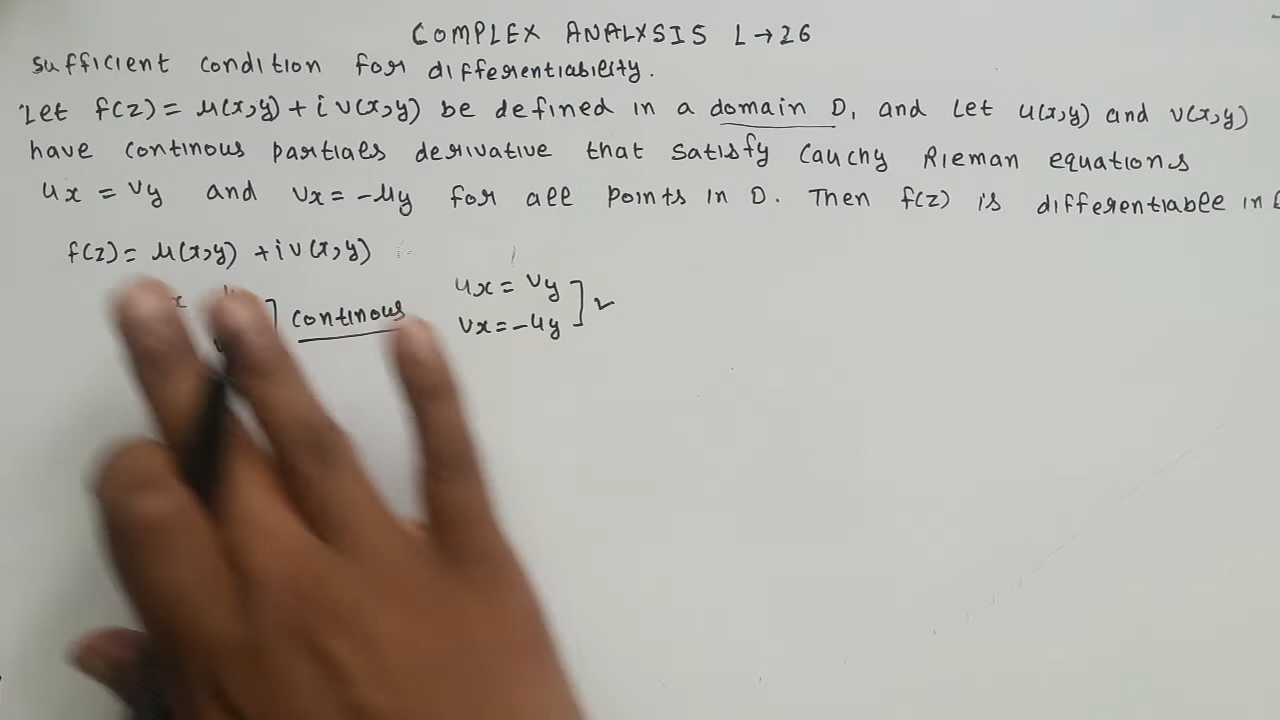 COMPLEX ANALYSIS L → 26
Sufficient condition for differentiability.
Let f(z) = u(x,y) + i v(x,y) be defined in a domain D, and Let u(x,y) and v(x,y)
have continous partials derivative that satisfy Cauchy Rieman equations
ux = vy and vx = -uy for all points in D. Then f(z) is differentiable in
f(z) = u(x,y) + i v(x,y)
ux = vy
continous
vx = -uy